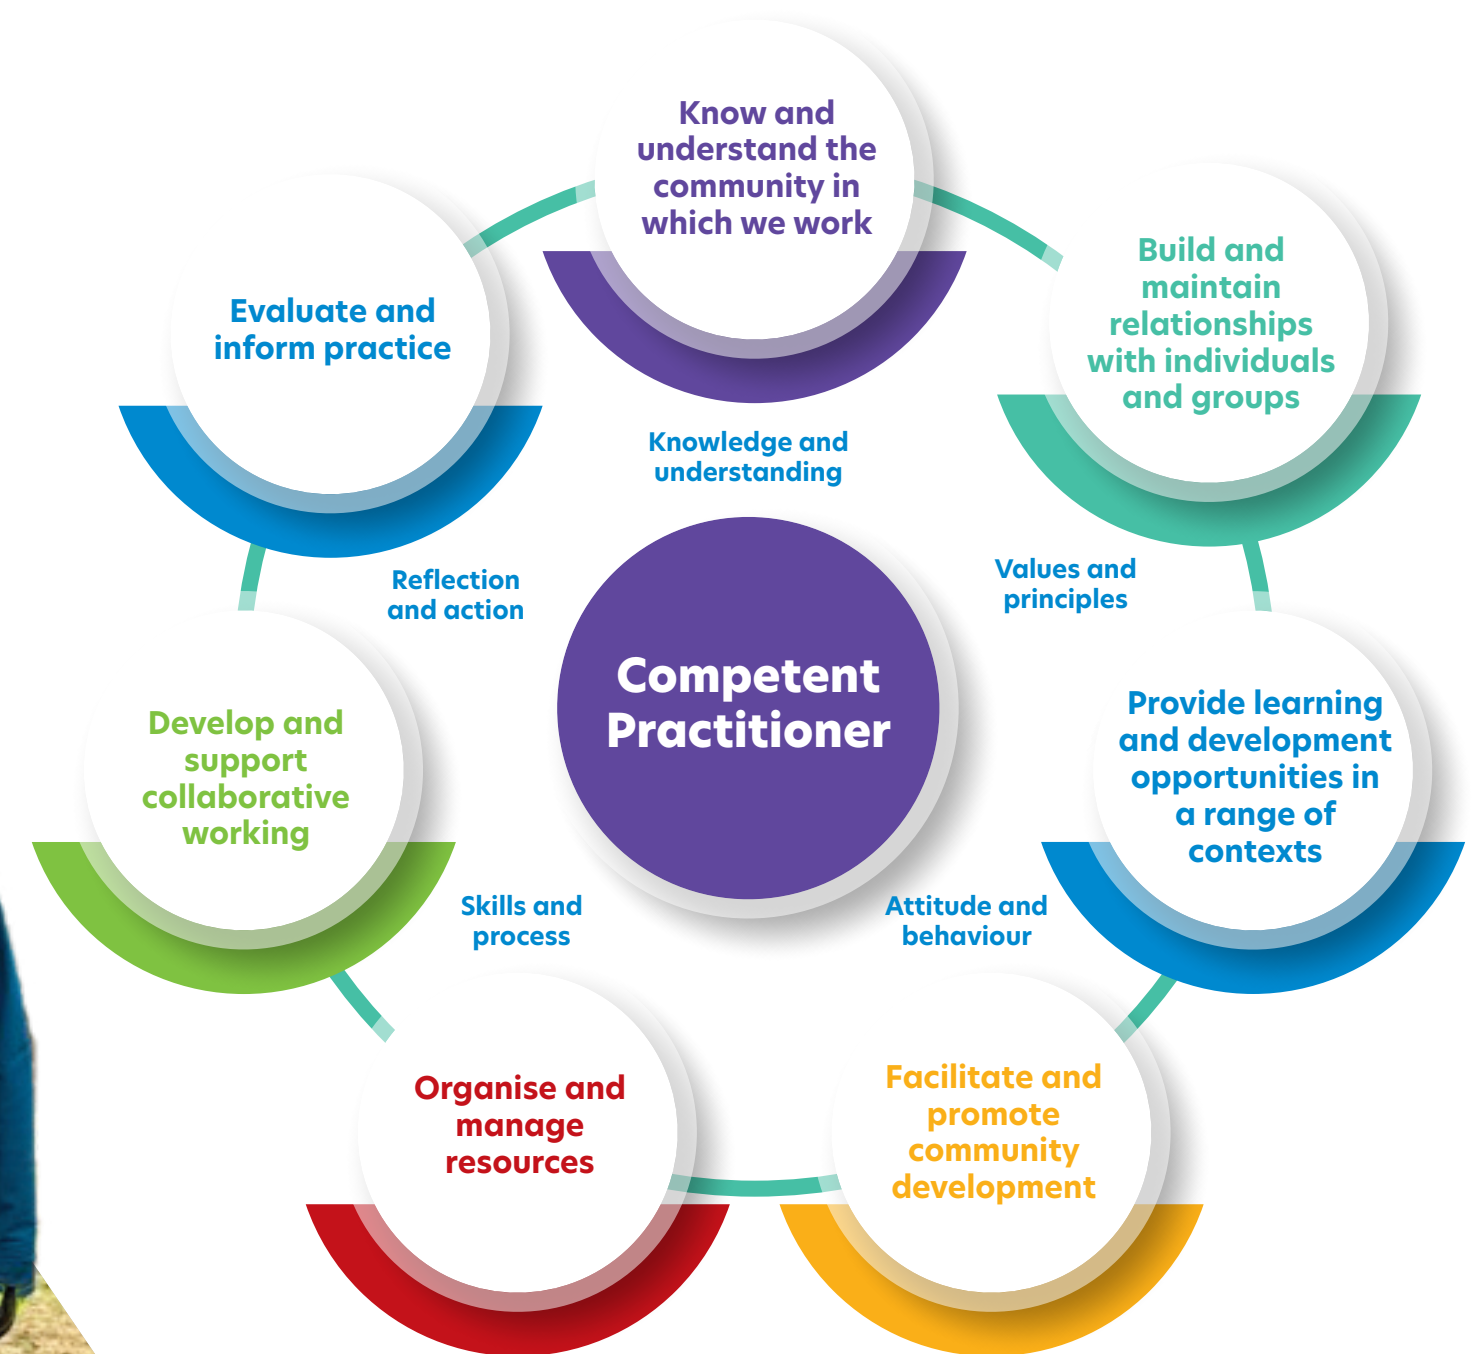 Know and
understand the
community in
which we work
Build and
maintain
relationships
with individuals
and groups
Provide learning
and development
opportunities in
a range of
contexts
Facilitate and
promote
community
development
Organise and
manage
resources
Develop and
support
collaborative
working
Evaluate and
inform practice
Knowledge and
understanding
Values and
principles
Attitude and
behaviour
Skills and
process
Reflection
and action
Competent
Practitioner